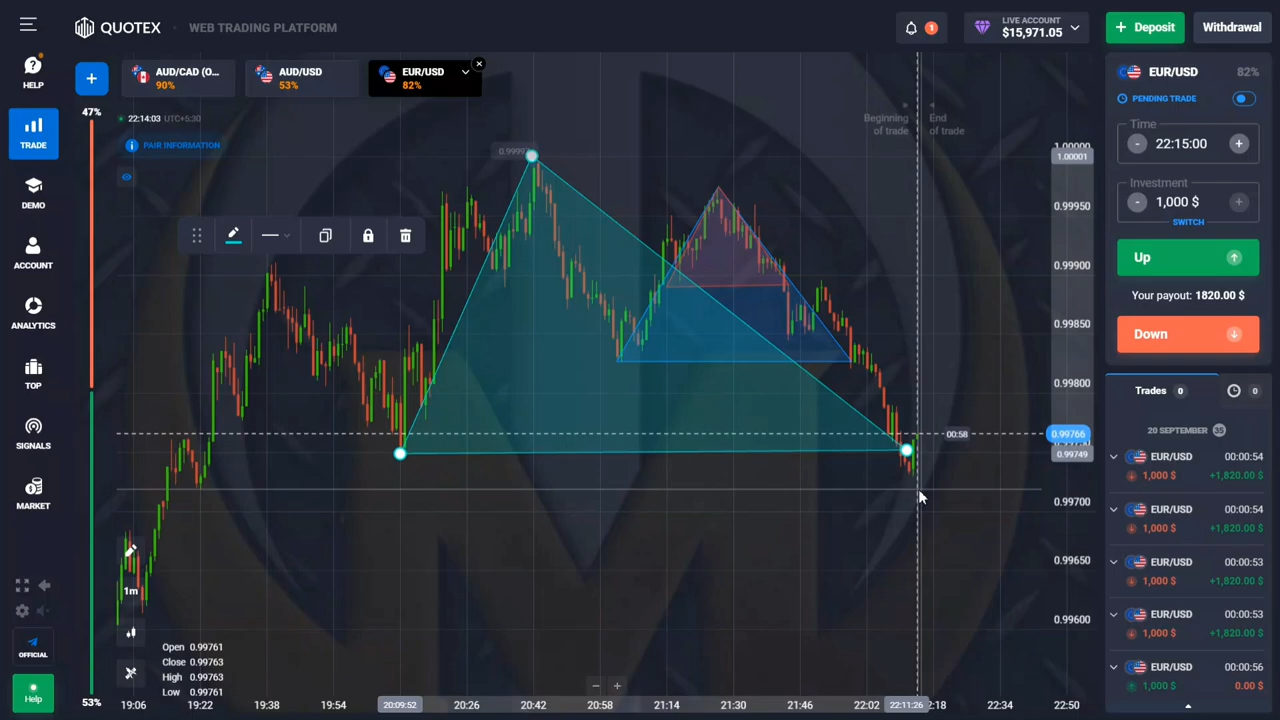 QUOTEX
WEB TRADING PLATFORM
1
LIVE ACCOUNT
$15,971.05
+ Deposit
Withdrawal
HELP
TRADE
DEMO
ACCOUNT
ANALYTICS
TOP
SIGNALS
MARKET
OFFICIAL
Help
+
AUD/CAD (O...
90%
AUD/USD
53%
EUR/USD
82%
47%
53%
22:14:03 UTC+5:30
PAIR INFORMATION
Beginning
of trade
End
of trade
1.00000
1.00001
0.99950
0.99900
0.99850
0.99800
0.99766
0.99749
0.99700
0.99650
0.99600
00:58
1m
Open 0.99761
Close 0.99763
High 0.99763
Low 0.99761
19:06
19:22
19:38
19:54
20:09:52
20:26
20:42
20:58
21:14
21:30
21:46
22:02
22:11:26
2:18
22:34
22:50
EUR/USD
82%
PENDING TRADE
Time
- 22:15:00 +
Investment
- 1,000 $ +
SWITCH
Up
Your payout: 1820.00 $
Down
Trades 0
0
20 SEPTEMBER 35
EUR/USD 00:00:54
1,000 $ +1,820.00 $
EUR/USD 00:00:54
1,000 $ +1,820.00 $
EUR/USD 00:00:53
1,000 $ +1,820.00 $
EUR/USD 00:00:53
1,000 $ +1,820.00 $
EUR/USD 00:00:56
1,000 $ 0.00 $